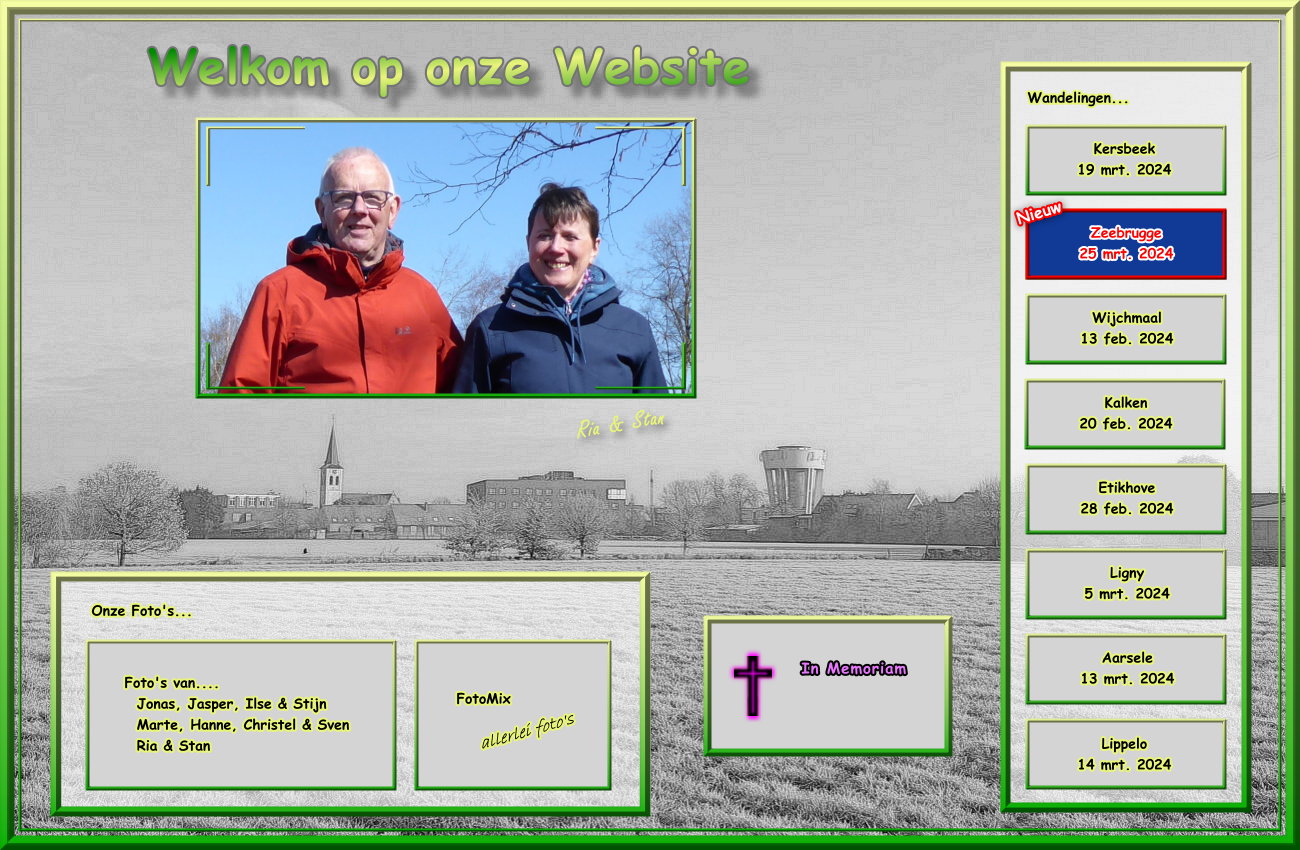 Welkom op onze Website
Ria & Stan
Wandelingen...
Kersbeek
19 mrt. 2024
Nieuw
Zeebrugge
25 mrt. 2024
Wijchmaal
13 feb. 2024
Kalken
20 feb. 2024
Etikhove
28 feb. 2024
Ligny
5 mrt. 2024
Aarsele
13 mrt. 2024
Lippelo
14 mrt. 2024
Onze Foto's...
Foto's van....
Jonas, Jasper, Ilse & Stijn
Marte, Hanne, Christel & Sven
Ria & Stan
FotoMix
allerlei foto's
In Memoriam